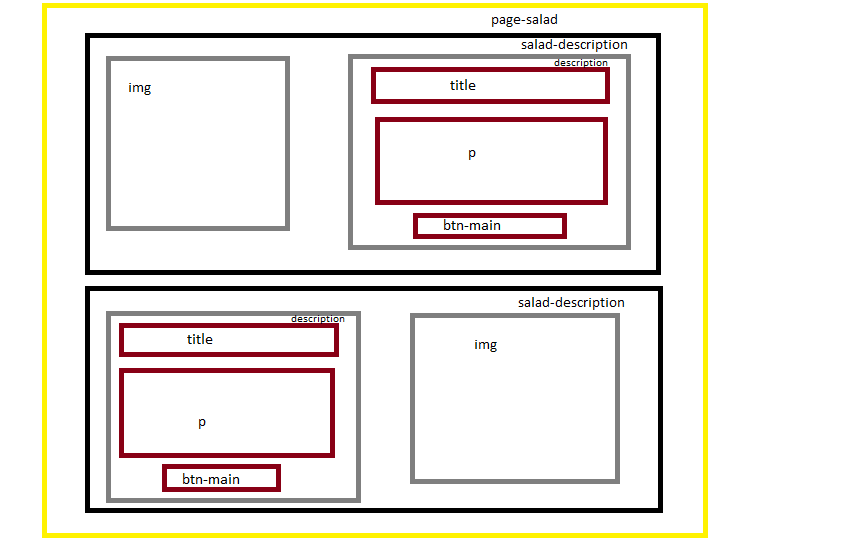 page-salad
salad-description
description
img
title
p
btn-main
salad-description
description
title
img
p
btn-main